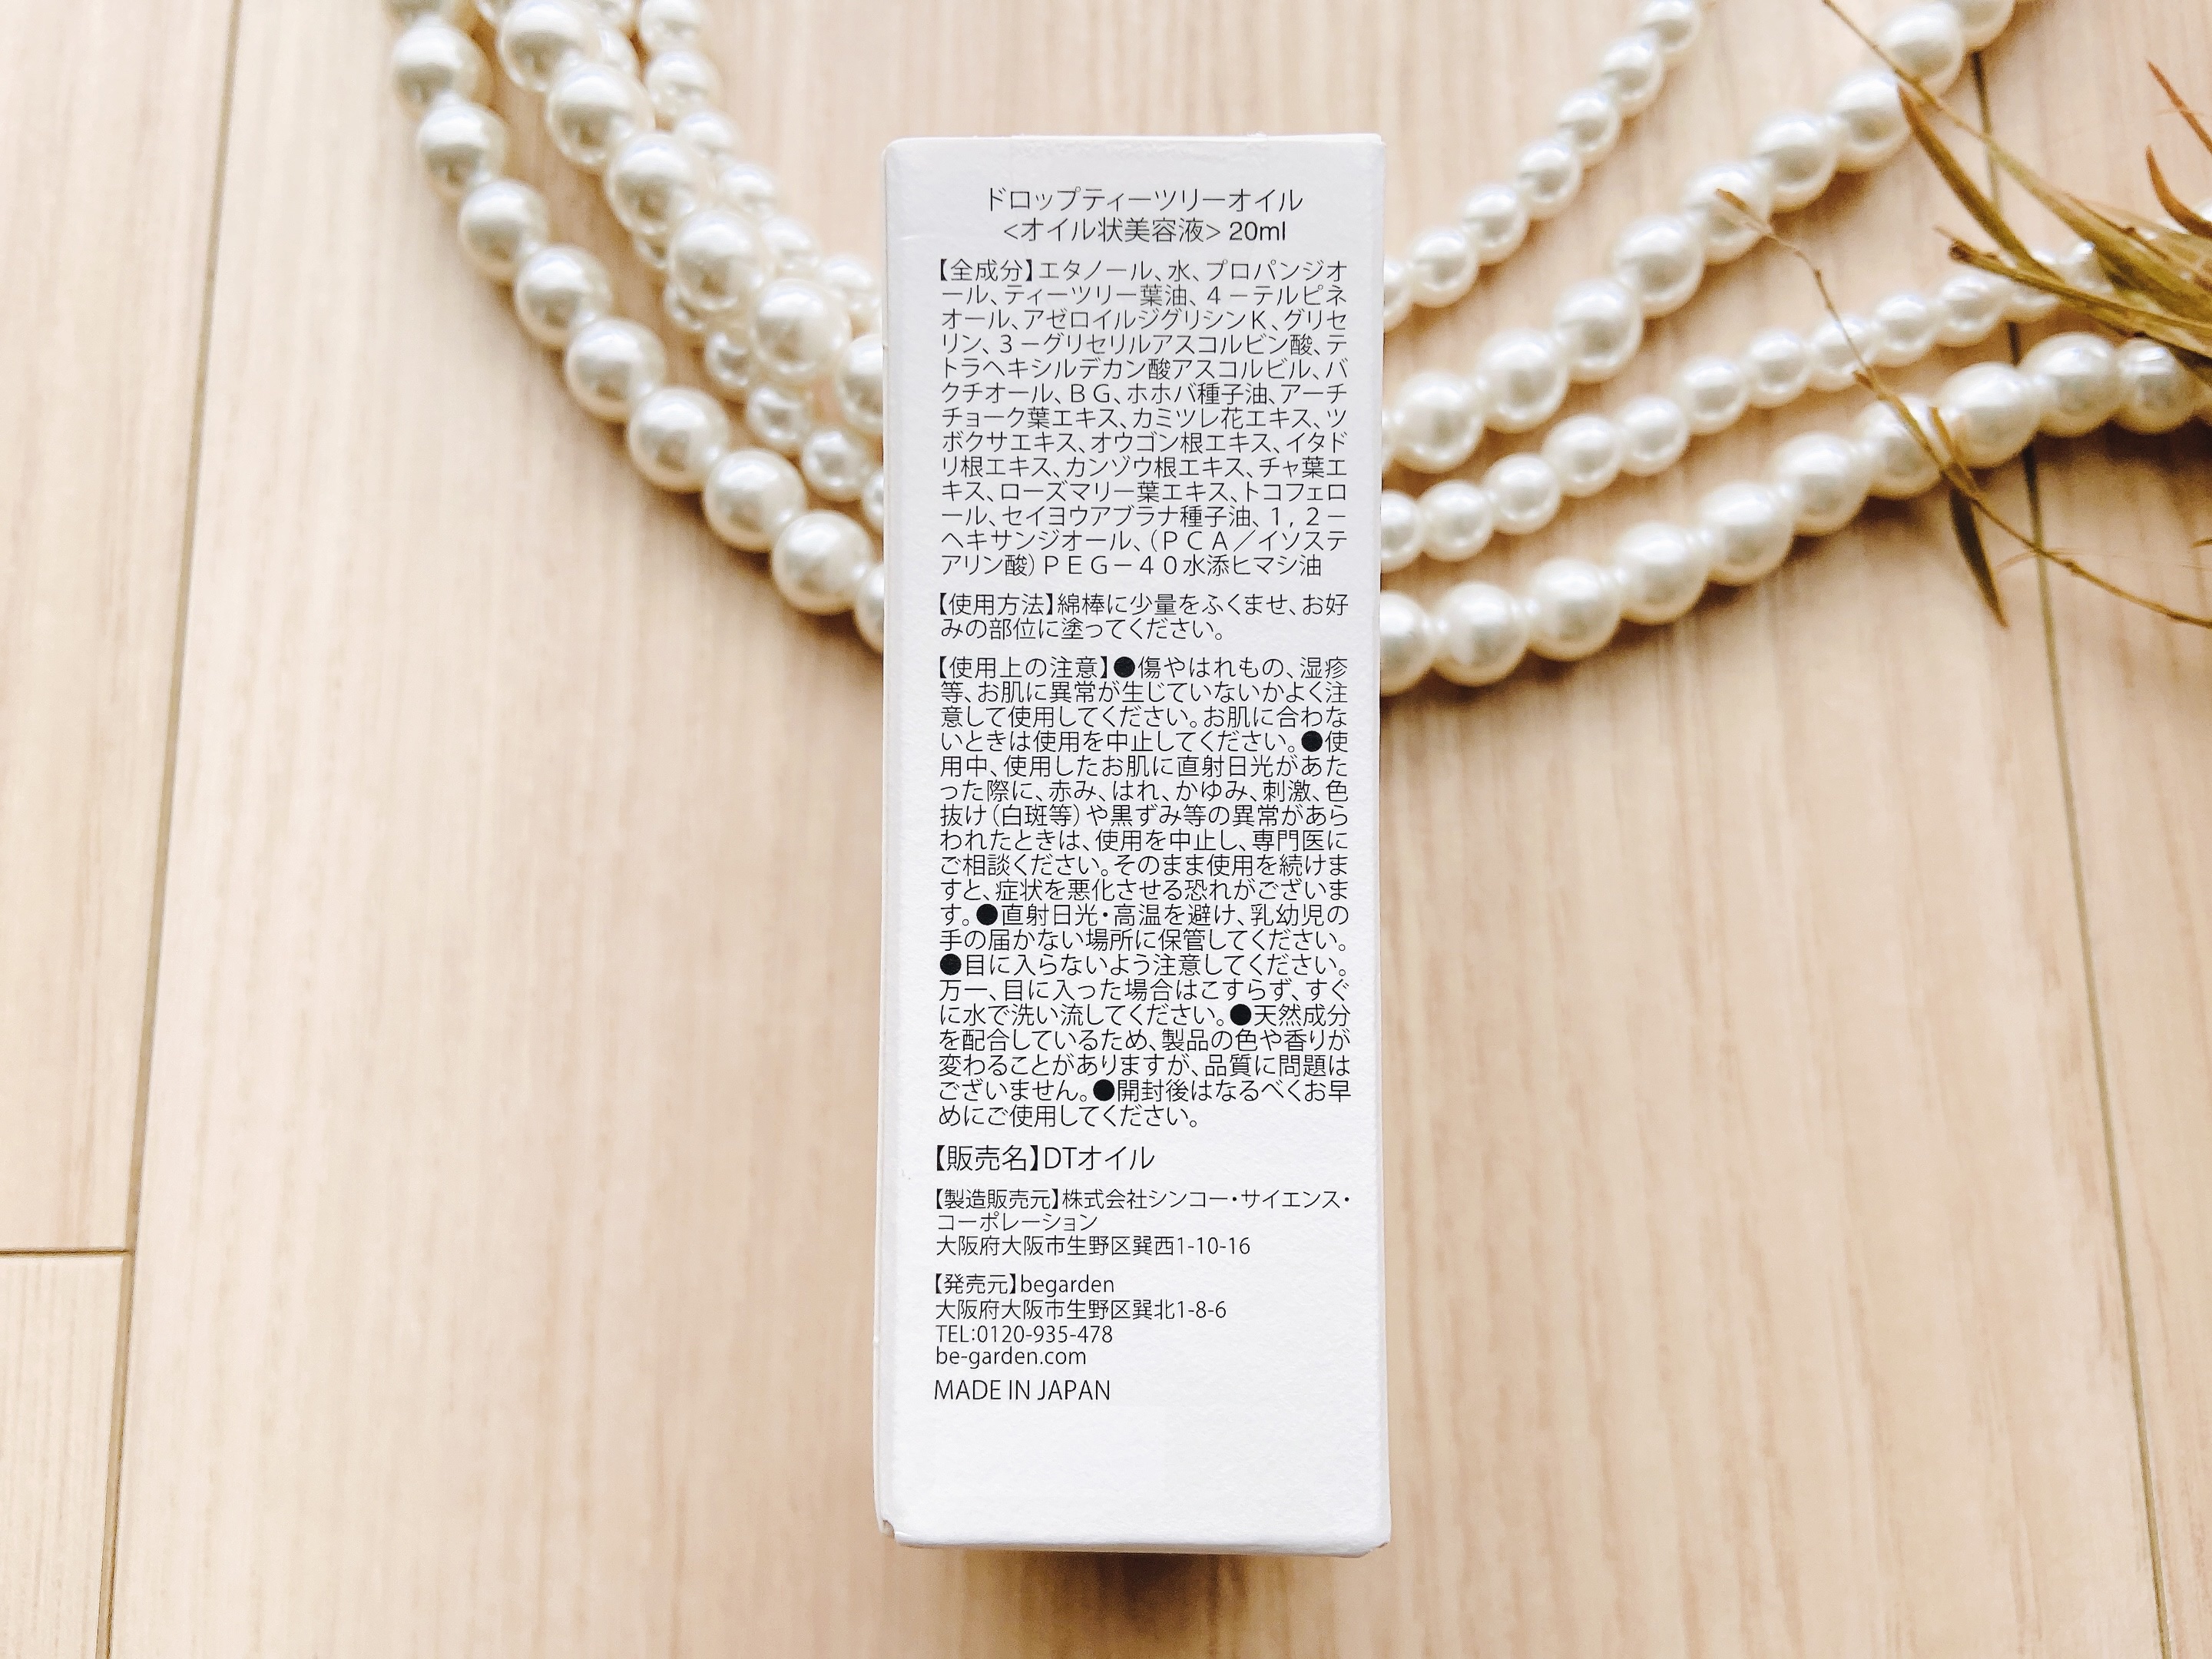 ドロップティーツリーオイル
<オイル状美容液> 20ml
【全成分】エタノール、水、プロパンジオ
ール、ティーツリー葉油、4－テルピネ
オール、アゼロイルジグリシンK、グリセ
リン、3－グリセリルアスコルビン酸、テ
トラヘキシルデカン酸アスコルビル、バ
クチオール、BG、ホホバ種子油、アーチ
チョーク葉エキス、カミツレ花エキス、ツ
ボクサエキス、オウゴン根エキス、イタド
リ根エキス、カンゾウ根エキス、チャ葉エ
キス、ローズマリー葉エキス、トコフェロ
ール、セイヨウアブラナ種子油、1，2－
ヘキサンジオール、（PCA／イソステ
アリン酸）PEG－40水添ヒマシ油
【使用方法】綿棒に少量をふくませ、お好
みの部位に塗ってください。
【使用上の注意】●傷やはれもの、湿疹
等、お肌に異常が生じていないかよく注
意して使用してください。お肌に合わな
いときは使用を中止してください。●使
用中、使用したお肌に直射日光があた
った際に、赤み、はれ、かゆみ、刺激、色
抜け（白斑等）や黒ずみ等の異常があら
われたときは、使用を中止し、専門医に
ご相談ください。そのまま使用を続けま
すと、症状を悪化させる恐れがございま
す。●直射日光・高温を避け、乳幼児の
手の届かない場所に保管してください。
●目に入らないよう注意してください。
万一、目に入った場合はこすらず、すぐ
に水で洗い流してください。●天然成分
を配合しているため、製品の色や香りが
変わることがありますが、品質に問題は
ございません。●開封後はなるべくお早
めにご使用してください。
【販売名】DTオイル
【製造販売元】株式会社シンコー・サイエンス・
コーポレーション
大阪府大阪市生野区巽西1-10-16
【発売元】begarden
大阪府大阪市生野区巽北1-8-6
TEL:0120-935-478
be-garden.com
MADE IN JAPAN